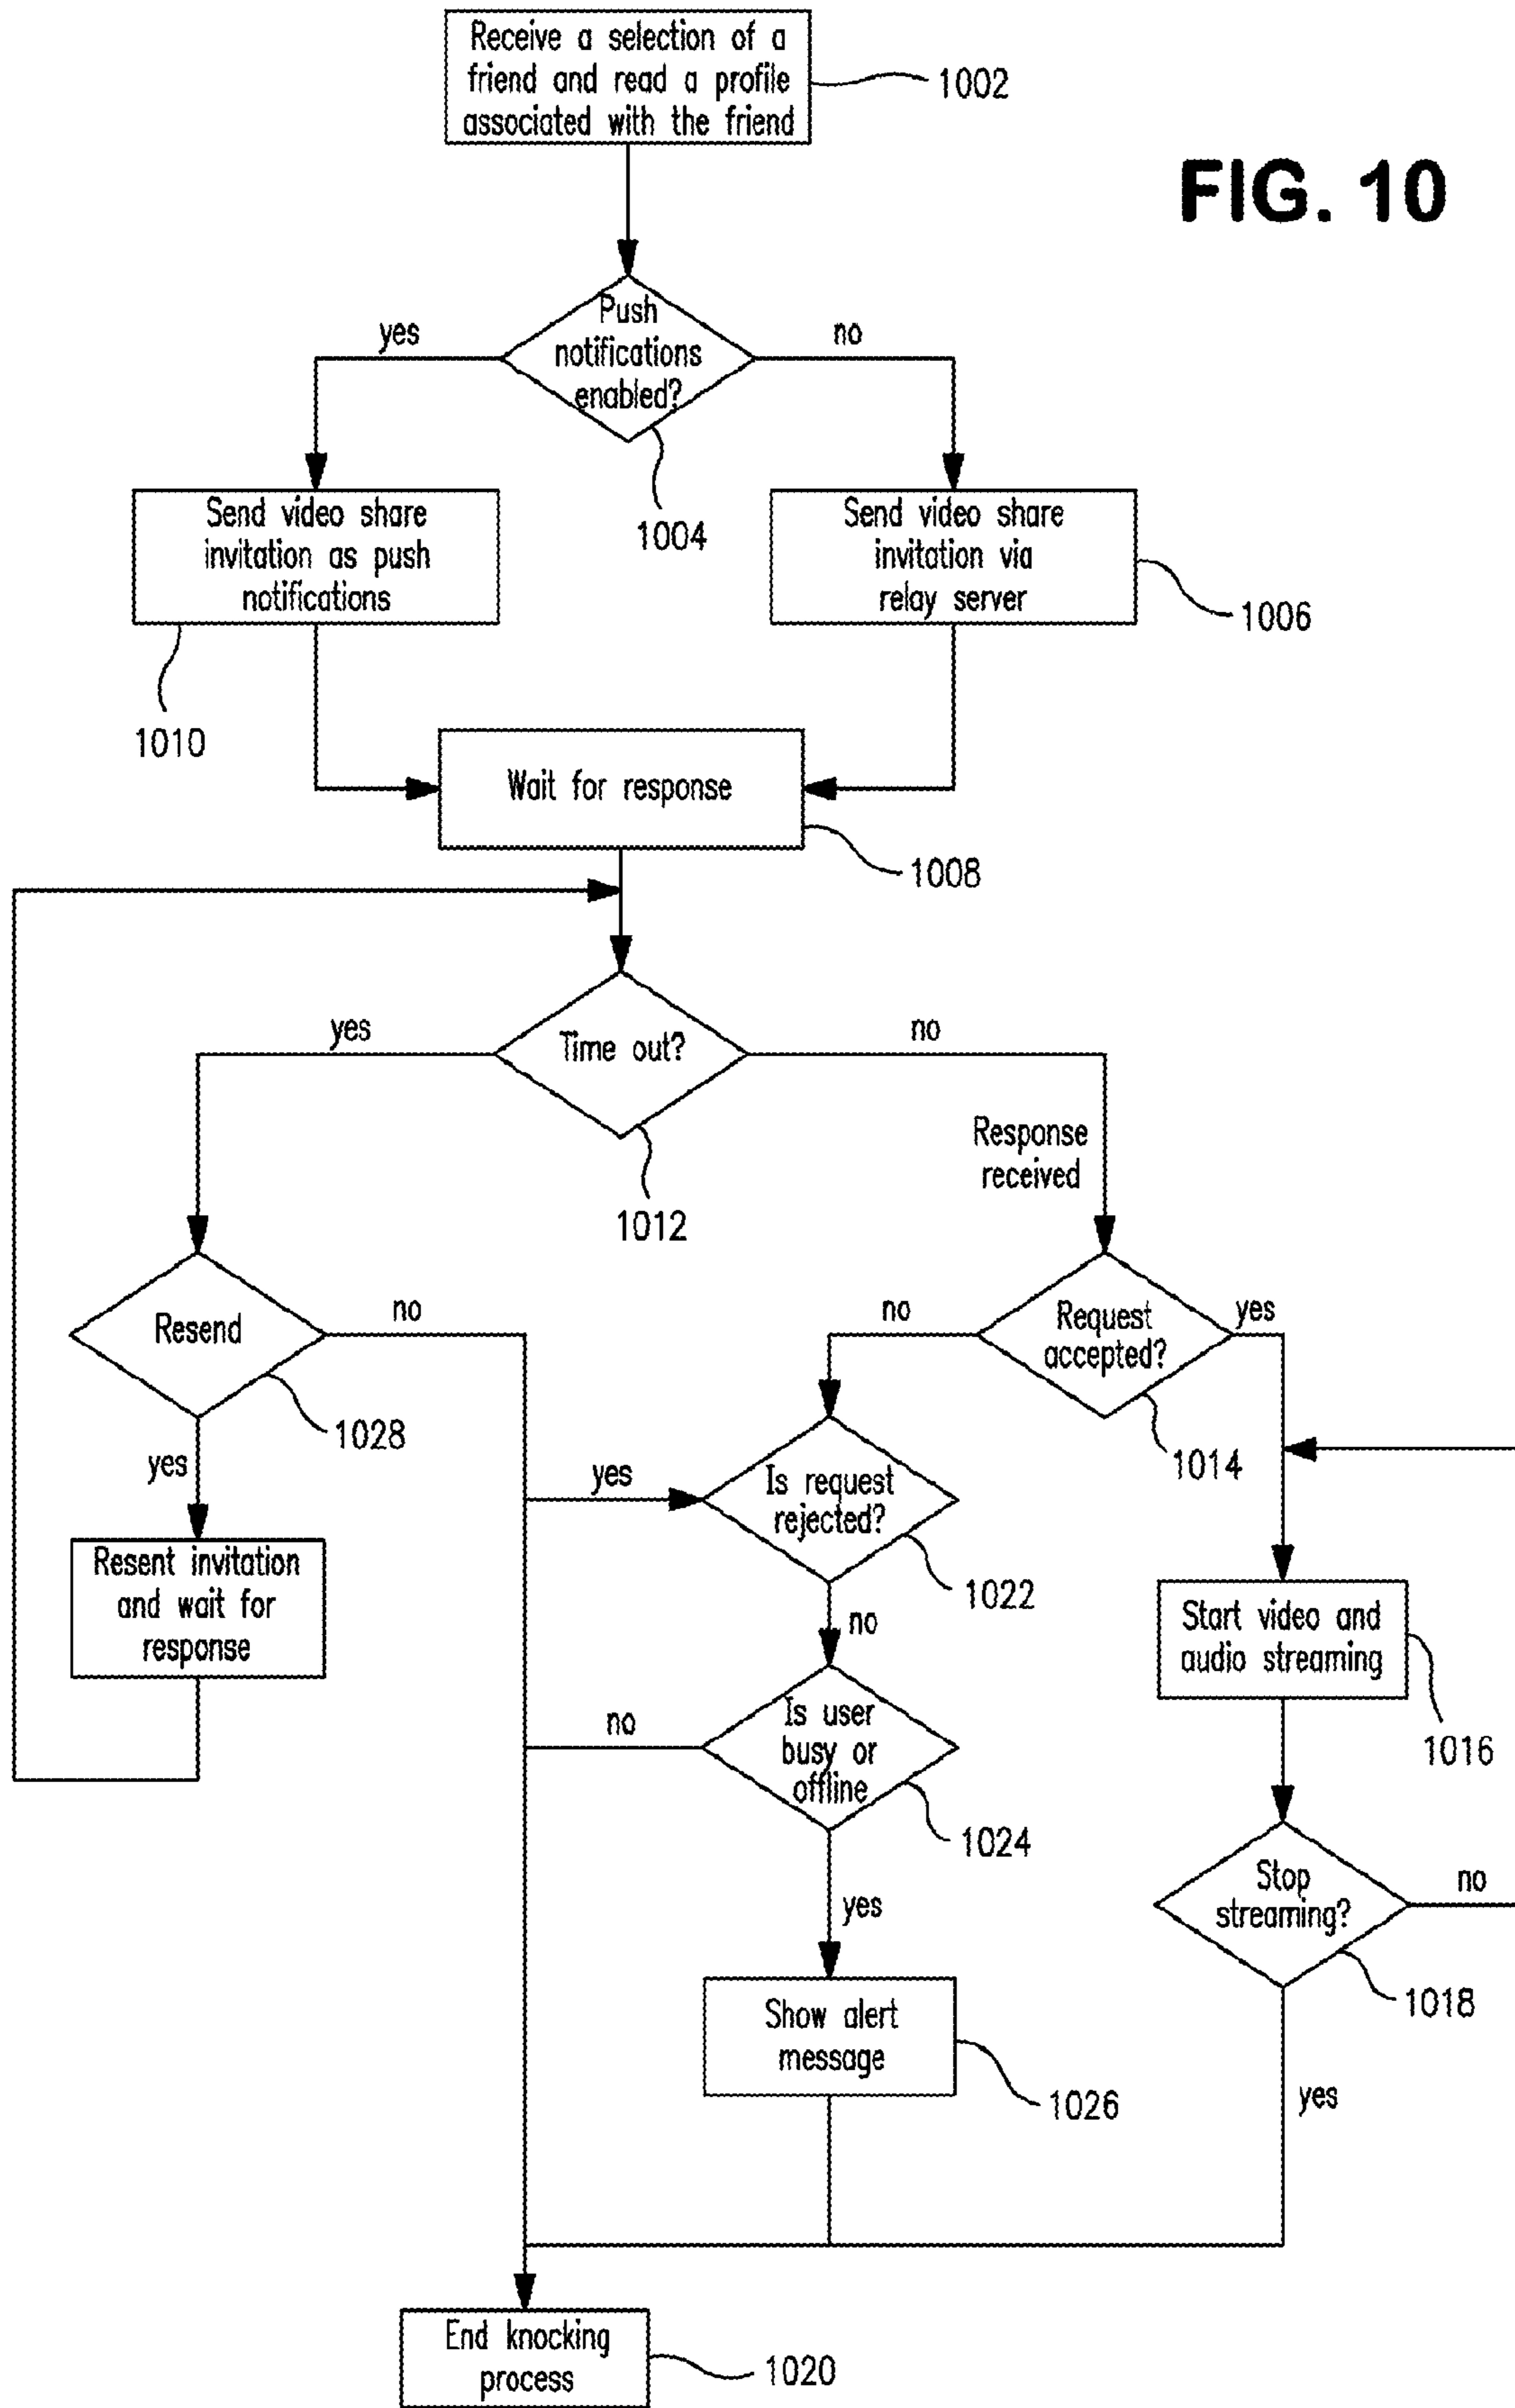 Receive a selection of a
friend and read a profile
associated with the friend
1002
FIG. 10
Push
notifications
enabled?
yes
no
1004
Send video share
invitation as push
notifications
1010
Send video share
invitation via
relay server
1006
Wait for response
1008
Time out?
yes
no
1012
Response
received
Resend
no
1028
yes
Resent invitation
and wait for
response
Request
accepted?
no
yes
1014
yes
Is request
rejected?
1022
no
Start video and
audio streaming
1016
Is user
busy or
offline
no
1024
yes
Stop
streaming?
no
1018
yes
Show alert
message
1026
End knocking
process
1020